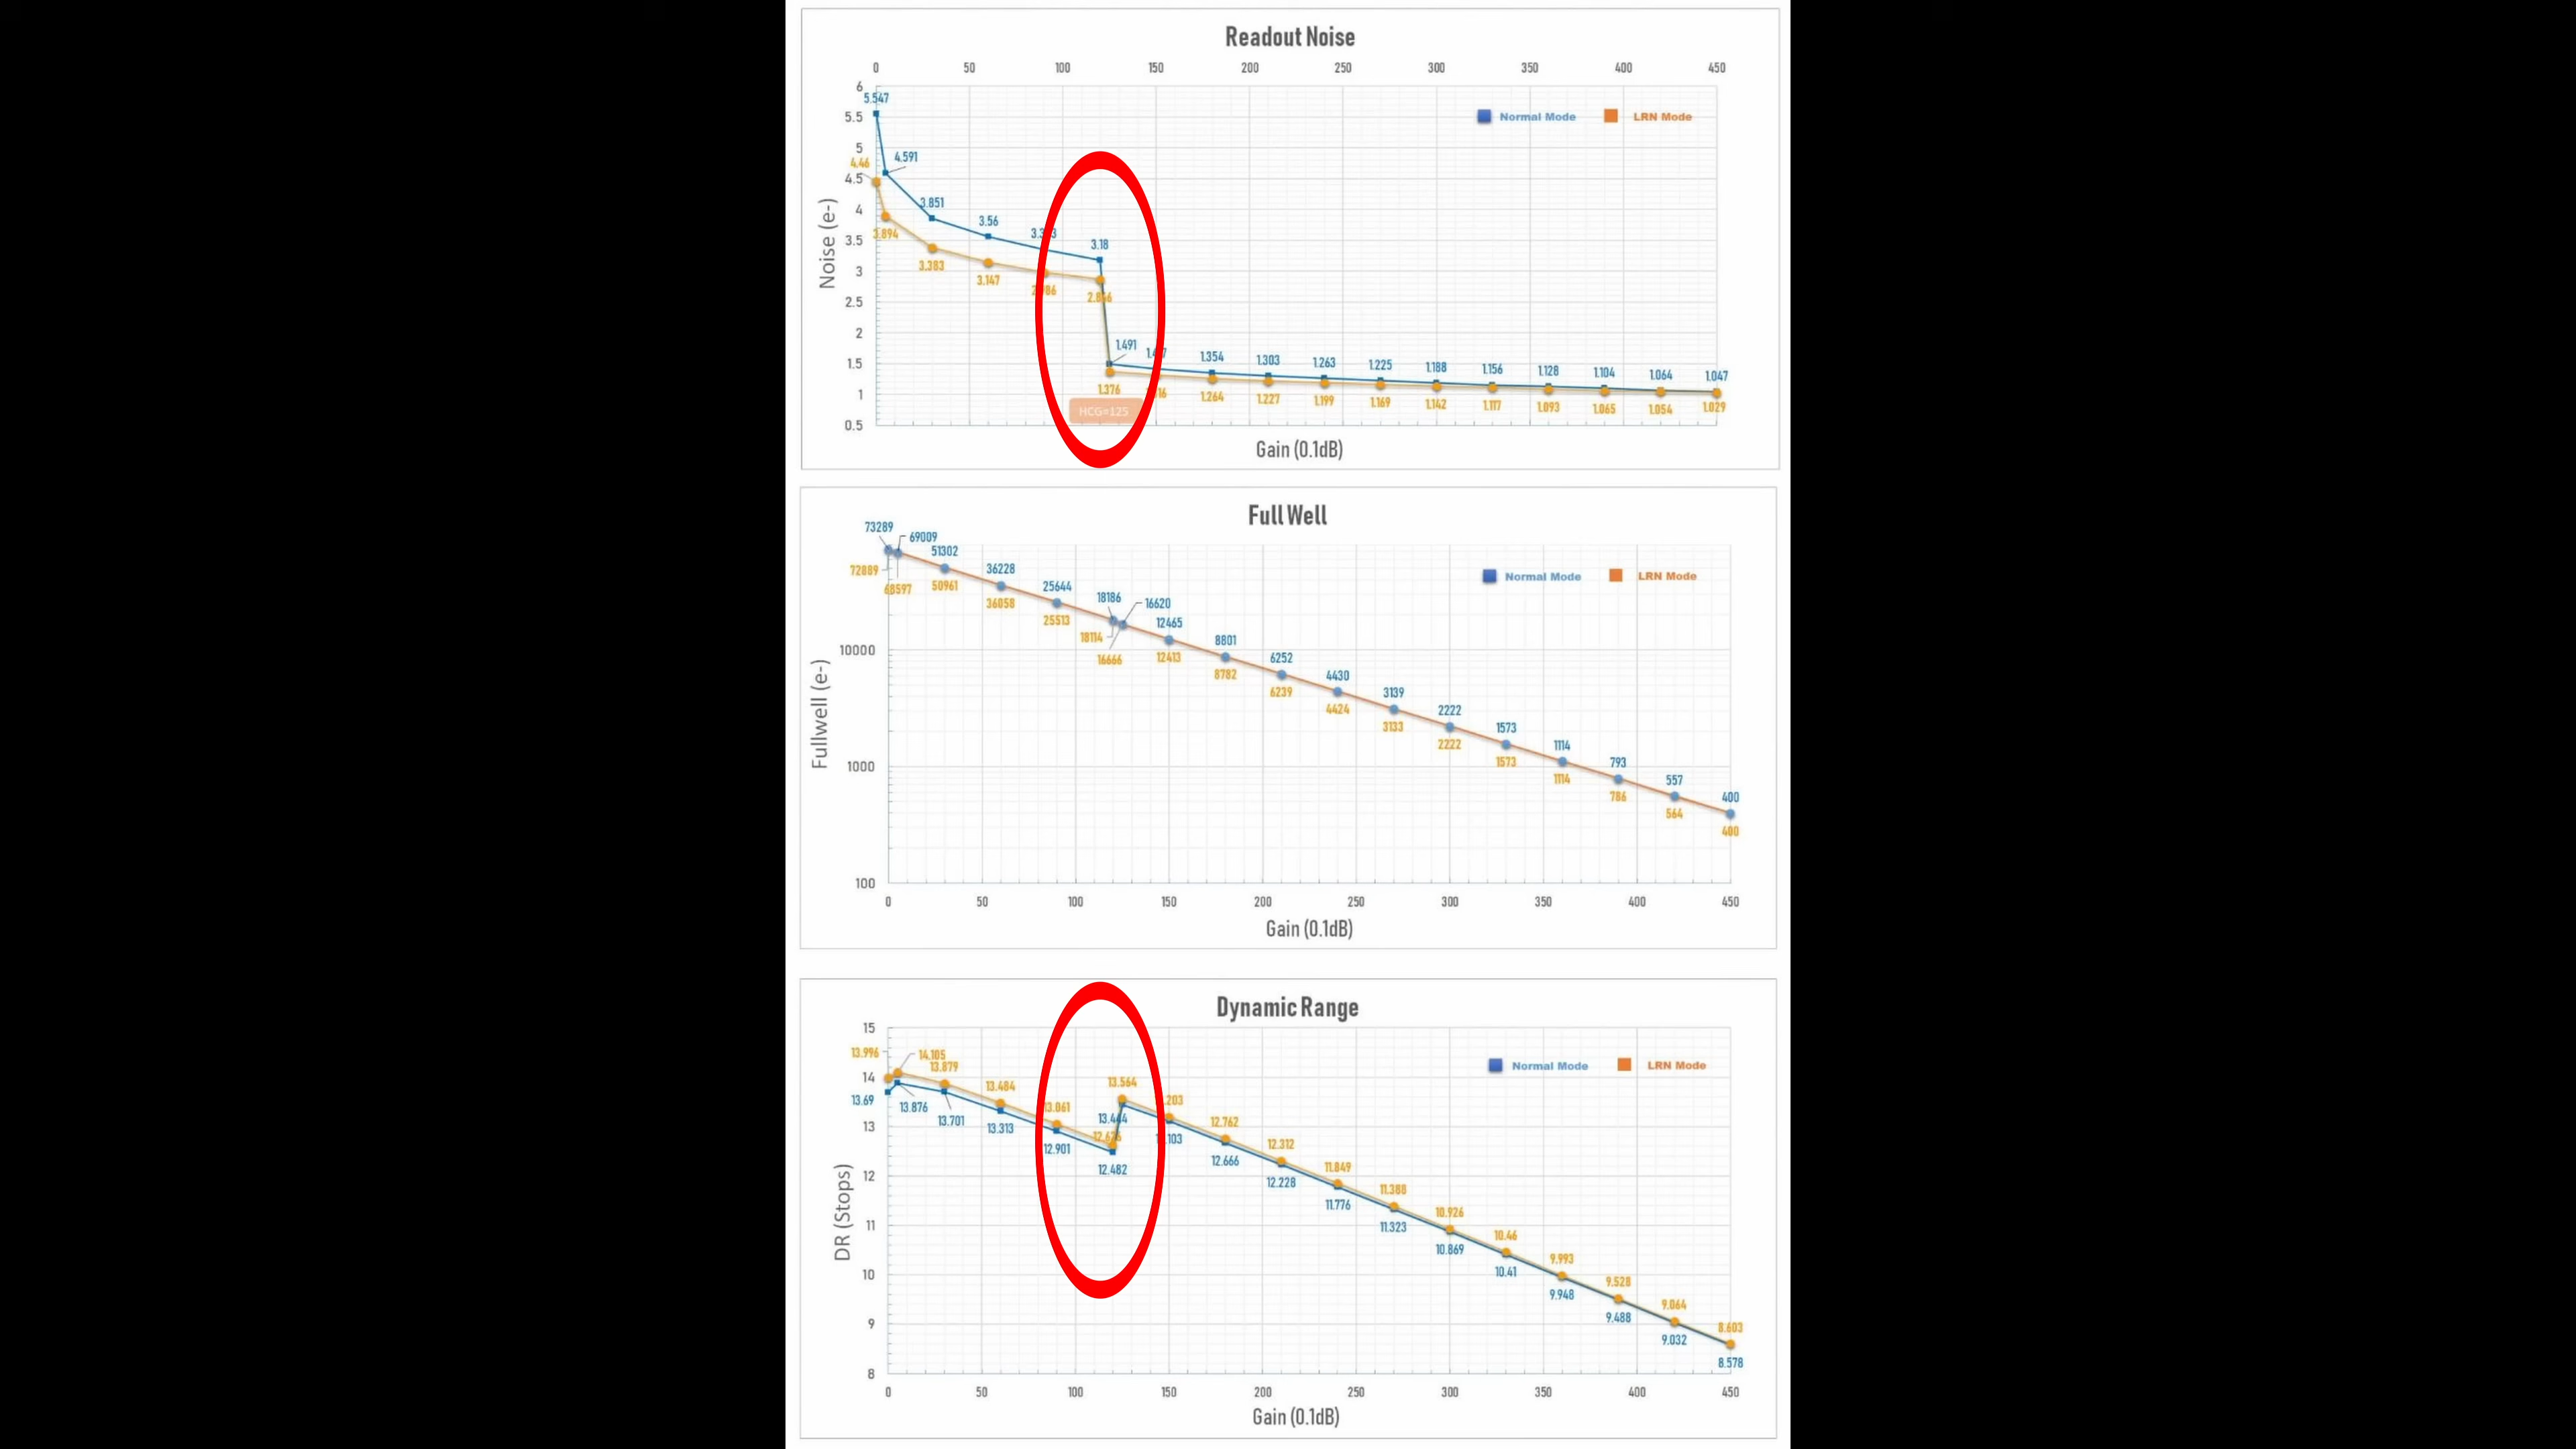 Readout Noise
0 50 100 150 200 250 300 350 400 450
6
5.5
5
4.5
4
3.5
3
2.5
2
1.5
1
0.5
Noise (e-)
Normal Mode LRN Mode
5.547 4.591 3.851 3.56 3.18 1.491 1.354 1.303 1.263 1.225 1.188 1.156 1.128 1.104 1.064 1.047
4.46 3.894 3.383 3.147 1.376 1.264 1.227 1.199 1.169 1.142 1.117 1.093 1.065 1.054 1.029
HCG=125
Gain (0.1dB)
Full Well
Normal Mode LRN Mode
73289 69009 51302 36228 25644 18186 16620 12465 8801 6252 4430 3139 2222 1573 1114 793 557 400
72889 68597 50961 36058 25513 18114 16666 12413 8782 6239 4424 3133 2222 1573 1114 786 564 400
10000
1000
100
Fullwell (e-)
0 50 100 150 200 250 300 350 400 450
Gain (0.1dB)
Dynamic Range
Normal Mode LRN Mode
15
14
13
12
11
10
9
8
DR (Stops)
13.996 14.105 13.879 13.484 13.061 13.564 12.762 12.312 11.849 11.388 10.926 10.46 9.993 9.528 9.064 8.603
13.69 13.876 13.701 13.313 12.901 12.482 13.444 12.666 12.228 11.776 11.323 10.869 10.41 9.948 9.488 9.032 8.578
0 50 100 150 200 250 300 350 400 450
Gain (0.1dB)